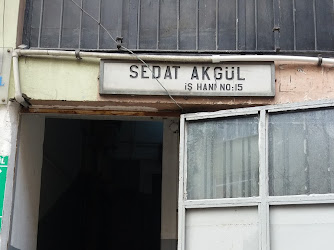 SEDAT AKGÜL
İŞ HANI NO:15